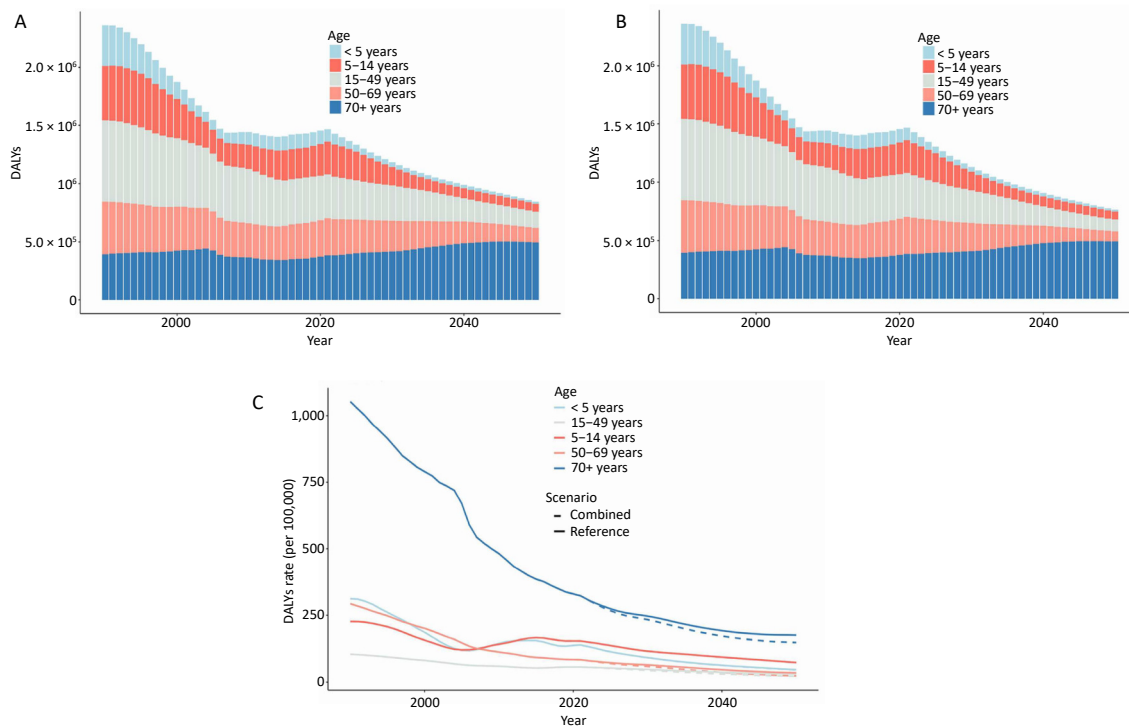 A
Age
< 5 years
5–14 years
15–49 years
50–69 years
70+ years
2.0 × 10⁶
1.5 × 10⁶
10⁶
5.0 × 10⁵
0
DALYs
2000
2020
2040
Year
B
Age
< 5 years
5–14 years
15–49 years
50–69 years
70+ years
2.0 × 10⁶
1.5 × 10⁶
10⁶
5.0 × 10⁵
0
DALYs
2000
2020
2040
Year
C
Age
< 5 years
15–49 years
5–14 years
50–69 years
70+ years
Scenario
Combined
Reference
1,000
750
500
250
0
DALYs rate (per 100,000)
2000
2020
2040
Year